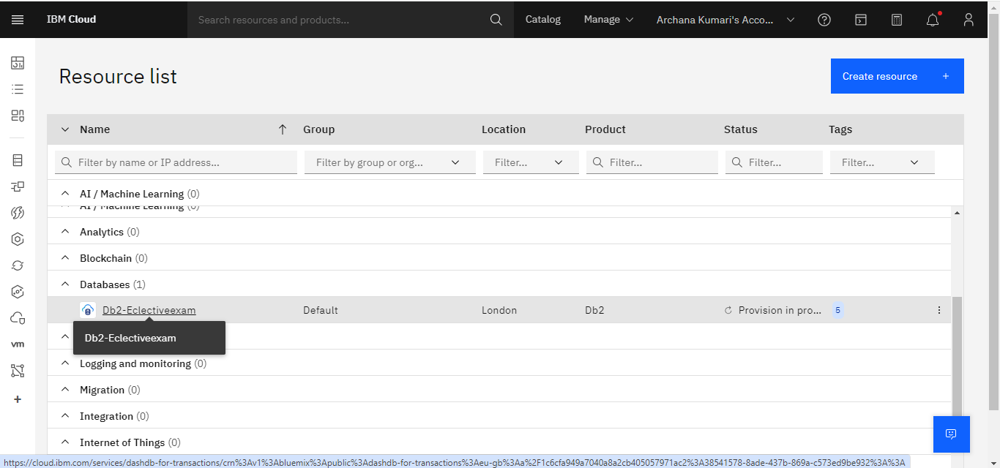 IBM Cloud
Search resources and products...
Catalog
Manage
Archana Kumari's Acco...
Resource list
Create resource +
Name Group Location Product Status Tags
Filter by name or IP address... Filter by group or org... Filter... Filter... Filter... Filter...
AI / Machine Learning (0)
AI / Machine Learning (0)
Analytics (0)
Blockchain (0)
Databases (1)
Db2-Eclectiveexam Default London Db2 Provision in pro... 5
Db2-Eclectiveexam
Logging and monitoring (0)
vm
Migration (0)
Integration (0)
Internet of Things (0)
https://cloud.ibm.com/services/dashdb-for-transactions/crn%3Av1%3Abluemix%3Apublic%3Adashdb-for-transactions%3Aeu-gb%3Aa%2F1c6cfa949a7040a8a2cb405057971ac2%3A38541578-8ade-437b-869a-c573ed9be932%3A%3A